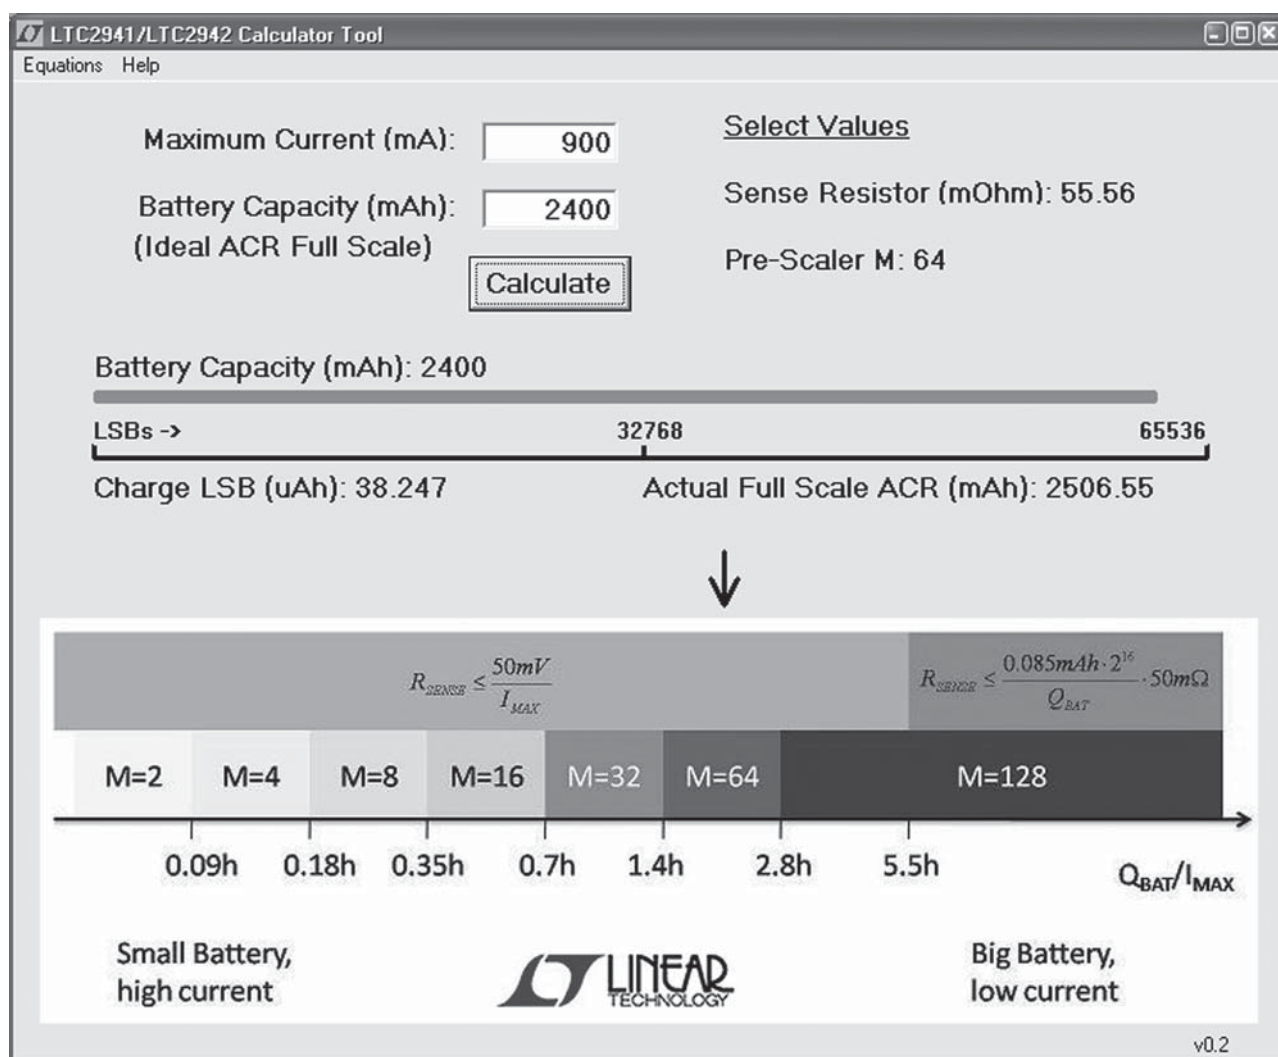 LTC2941/LTC2942 Calculator Tool
Equations Help
Maximum Current (mA): 900
Select Values
Battery Capacity (mAh): 2400
(Ideal ACR Full Scale)
Sense Resistor (mOhm): 55.56
Pre-Scaler M: 64
Calculate
Battery Capacity (mAh): 2400
LSBs -> 32768 65536
Charge LSB (uAh): 38.247 Actual Full Scale ACR (mAh): 2506.55
R_SENSE ≤ 50mV / I_MAX
R_SENSE ≤ 0.085mAh·2^16 / Q_BAT · 50mΩ
M=2 M=4 M=8 M=16 M=32 M=64 M=128
0.09h 0.18h 0.35h 0.7h 1.4h 2.8h 5.5h Q_BAT/I_MAX
Small Battery,
high current
LINEAR
TECHNOLOGY
Big Battery,
low current
v0.2